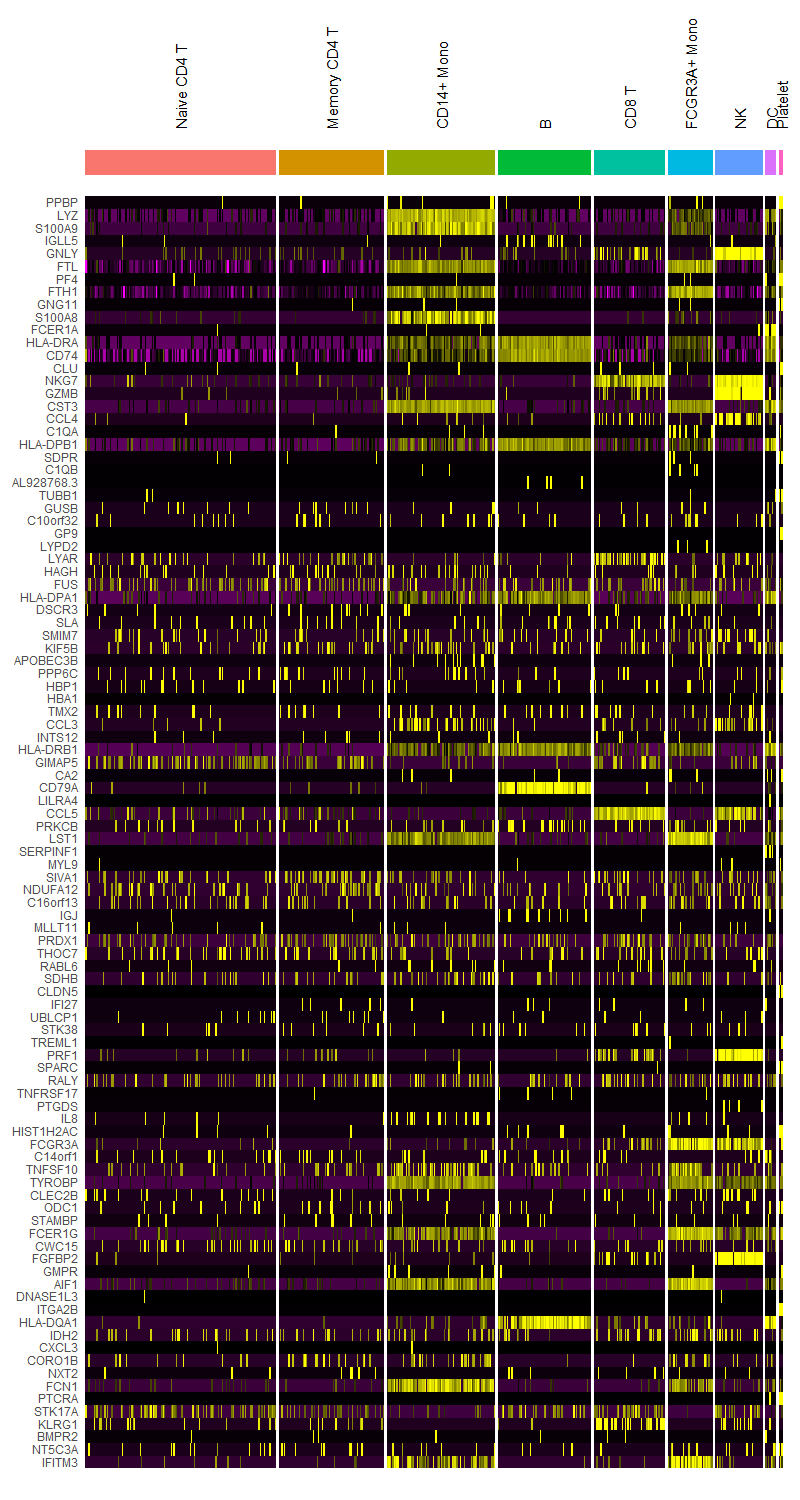 Naive CD4 T
Memory CD4 T
CD14+ Mono
B
CD8 T
FCGR3A+ Mono
NK
DC
Platelet
PPBP
LYZ
S100A9
IGLL5
GNLY
FTL
PF4
FTH1
GNG11
S100A8
FCER1A
HLA-DRA
CD74
CLU
NKG7
GZMB
CST3
CCL4
C1QA
HLA-DPB1
SDPR
C1QB
AL928768.3
TUBB1
GUSB
C10orf32
GP9
LYPD2
LYAR
HAGH
FUS
HLA-DPA1
DSCR3
SLA
SMIM7
KIF5B
APOBEC3B
PPP6C
HBP1
HBA1
TMX2
CCL3
INTS12
HLA-DRB1
GIMAP5
CA2
CD79A
LILRA4
CCL5
PRKCB
LST1
SERPINF1
MYL9
SIVA1
NDUFA12
C16orf13
IGJ
MLLT11
PRDX1
THOC7
RABL6
SDHB
CLDN5
IFI27
UBLCP1
STK38
TREML1
PRF1
SPARC
RALY
TNFRSF17
PTGDS
IL8
HIST1H2AC
FCGR3A
C14orf1
TNFSF10
TYROBP
CLEC2B
ODC1
STAMBP
FCER1G
CWC15
FGFBP2
GMPR
AIF1
DNASE1L3
ITGA2B
HLA-DQA1
IDH2
CXCL3
CORO1B
NXT2
FCN1
PTCRA
STK17A
KLRG1
BMPR2
NT5C3A
IFITM3